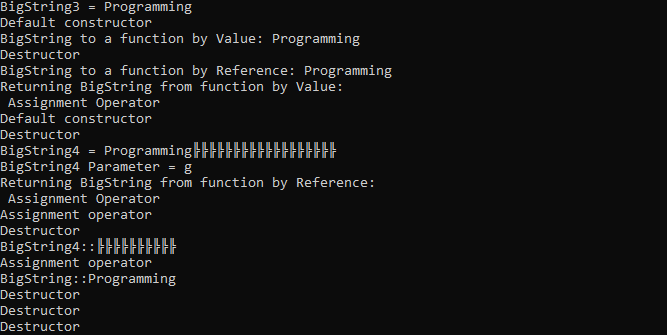 BigString3 = Programming
Default constructor
BigString to a function by Value: Programming
Destructor
BigString to a function by Reference: Programming
Returning BigString from function by Value:
 Assignment Operator
Default constructor
Destructor
BigString4 = Programming╠╠╠╠╠╠╠╠╠╠╠╠╠╠╠╠╠╠
BigString4 Parameter = g
Returning BigString from function by Reference:
 Assignment Operator
Assignment operator
Destructor
BigString4::╠╠╠╠╠╠╠╠╠╠
Assignment operator
BigString::Programming
Destructor
Destructor
Destructor